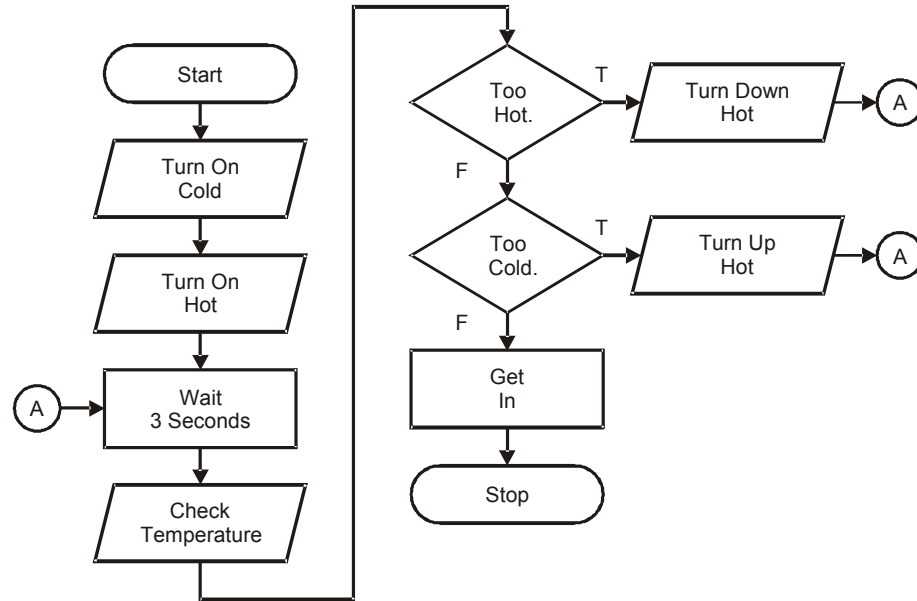 Start
Turn On
Cold
Turn On
Hot
A
Wait
3 Seconds
Check
Temperature
Too
Hot.
T
Turn Down
Hot
A
F
Too
Cold.
T
Turn Up
Hot
A
F
Get
In
Stop